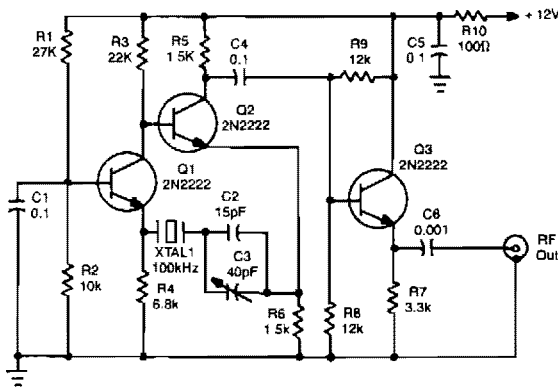 R1
27K
R3
22K
R5
1.5K
C4
0.1
R9
12k
C5
0.1
R10
100Ω
+ 12V
Q2
2N2222
Q1
2N2222
Q3
2N2222
C1
0.1
C2
15pF
XTAL1
100kHz
C3
40pF
C6
0.001
RF
Out
R2
10k
R4
6.8k
R6
1.5k
R8
12k
R7
3.3k